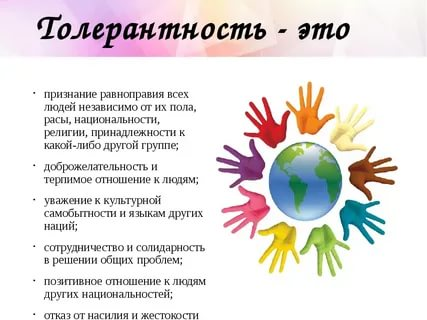 Толерантность - это
• признание равноправия всех
людей независимо от их пола,
расы, национальности,
религии, принадлежности к
какой-либо другой группе;
• доброжелательность и
терпимое отношение к людям;
• уважение к культурной
самобытности и языкам других
наций;
• сотрудничество и солидарность
в решении общих проблем;
• позитивное отношение к людям
других национальностей;
• отказ от насилия и жестокости